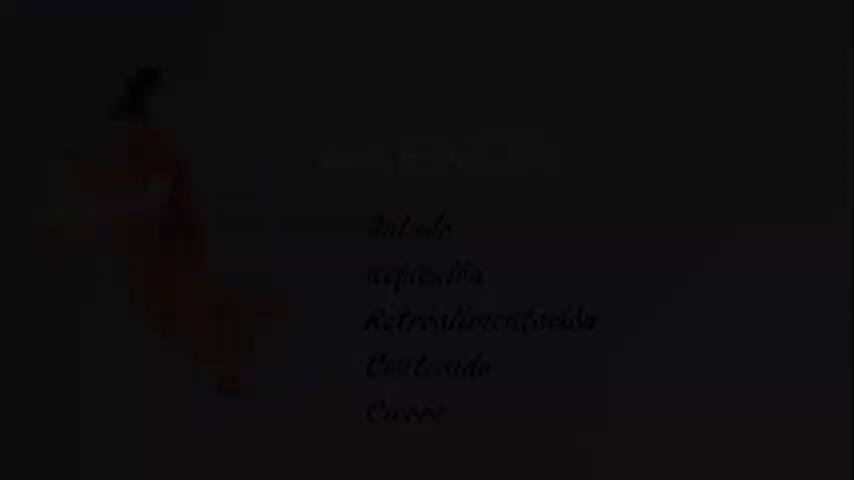 Saludo
Reflexión
Retroalimentación
Contenido
Cierre